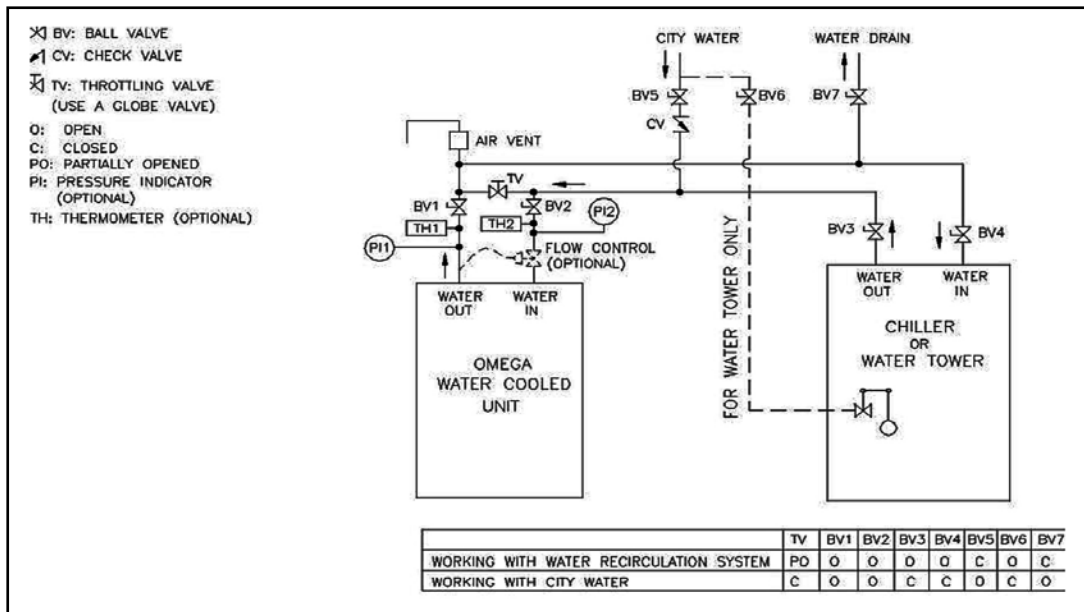 BV: BALL VALVE
CV: CHECK VALVE
TV: THROTTLING VALVE
(USE A GLOBE VALVE)
O: OPEN
C: CLOSED
PO: PARTIALLY OPENED
PI: PRESSURE INDICATOR
(OPTIONAL)
TH: THERMOMETER (OPTIONAL)
CITY WATER
WATER DRAIN
BV5
BV6
BV7
CV
AIR VENT
TV
BV1
BV2
TH1
TH2
PI2
PI1
BV3
BV4
FLOW CONTROL
(OPTIONAL)
WATER
OUT
WATER
IN
WATER
OUT
WATER
IN
OMEGA
WATER COOLED
UNIT
FOR WATER TOWER ONLY
CHILLER
OR
WATER TOWER
TV BV1 BV2 BV3 BV4 BV5 BV6 BV7
WORKING WITH WATER RECIRCULATION SYSTEM PO O O O O C O C
WORKING WITH CITY WATER C O O C C O C O